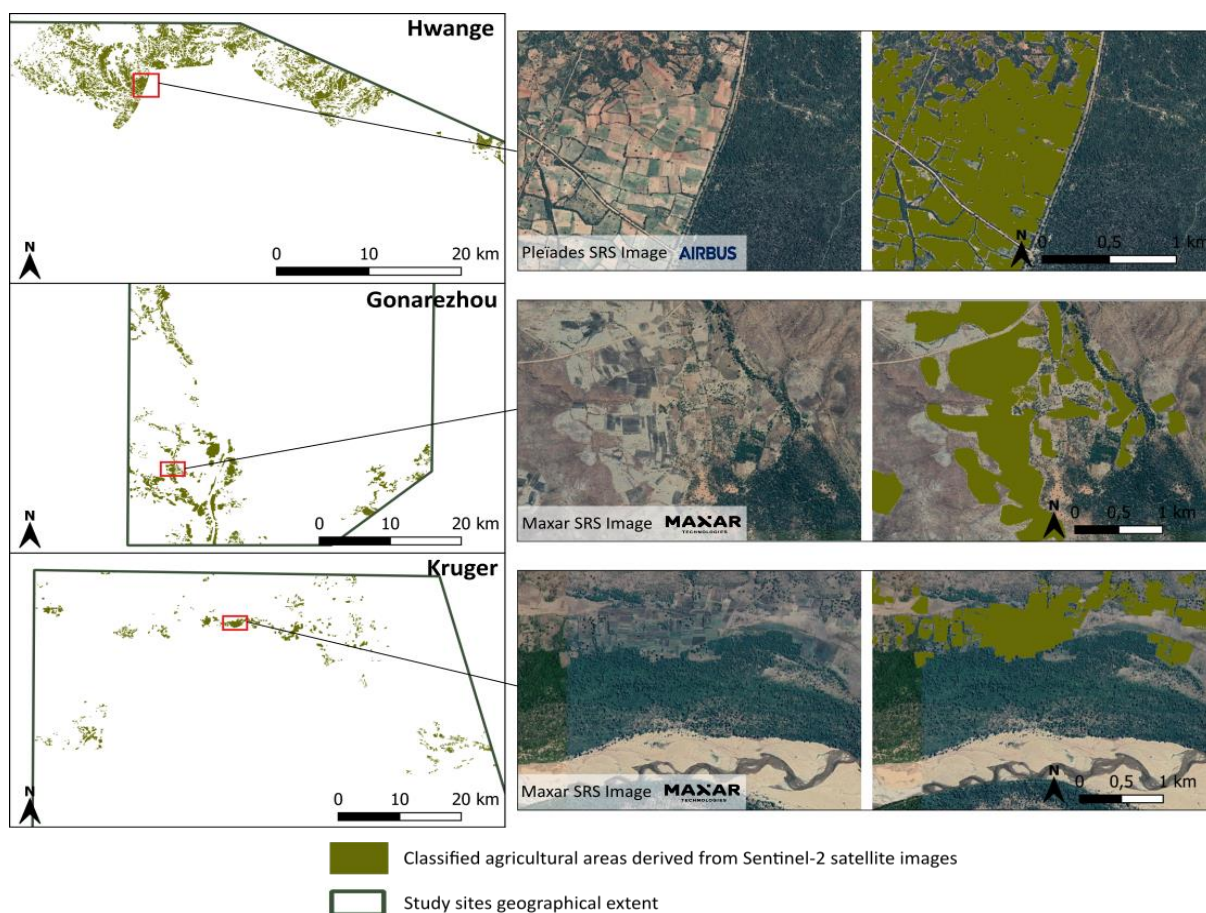 Hwange
N
0 10 20 km
Pleïades SRS Image AIRBUS
N
0 0,5 1 km
Gonarezhou
N
0 10 20 km
Maxar SRS Image MAXAR
TECHNOLOGIES
N
0 0,5 1 km
Kruger
N
0 10 20 km
Maxar SRS Image MAXAR
TECHNOLOGIES
N
0 0,5 1 km
Classified agricultural areas derived from Sentinel-2 satellite images
Study sites geographical extent